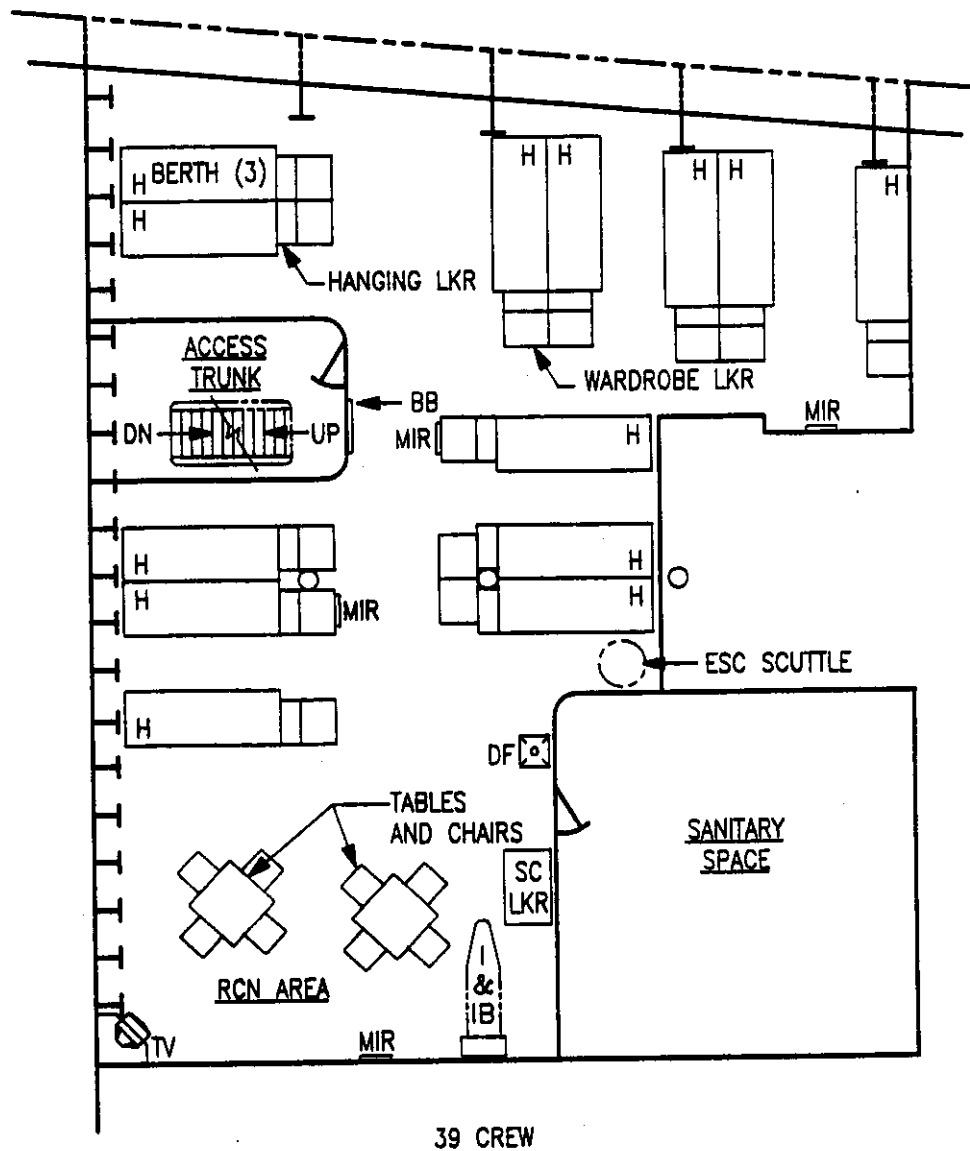 H BERTH (3)
H
H H
H H
H
HANGING LKR
ACCESS
TRUNK
WARDROBE LKR
BB
DN
UP
MIR
H
MIR
H
H
H
H
MIR
ESC SCUTTLE
H
DF
TABLES
AND CHAIRS
SANITARY
SPACE
SC
LKR
I
&
IB
RCN AREA
TV
MIR
39 CREW